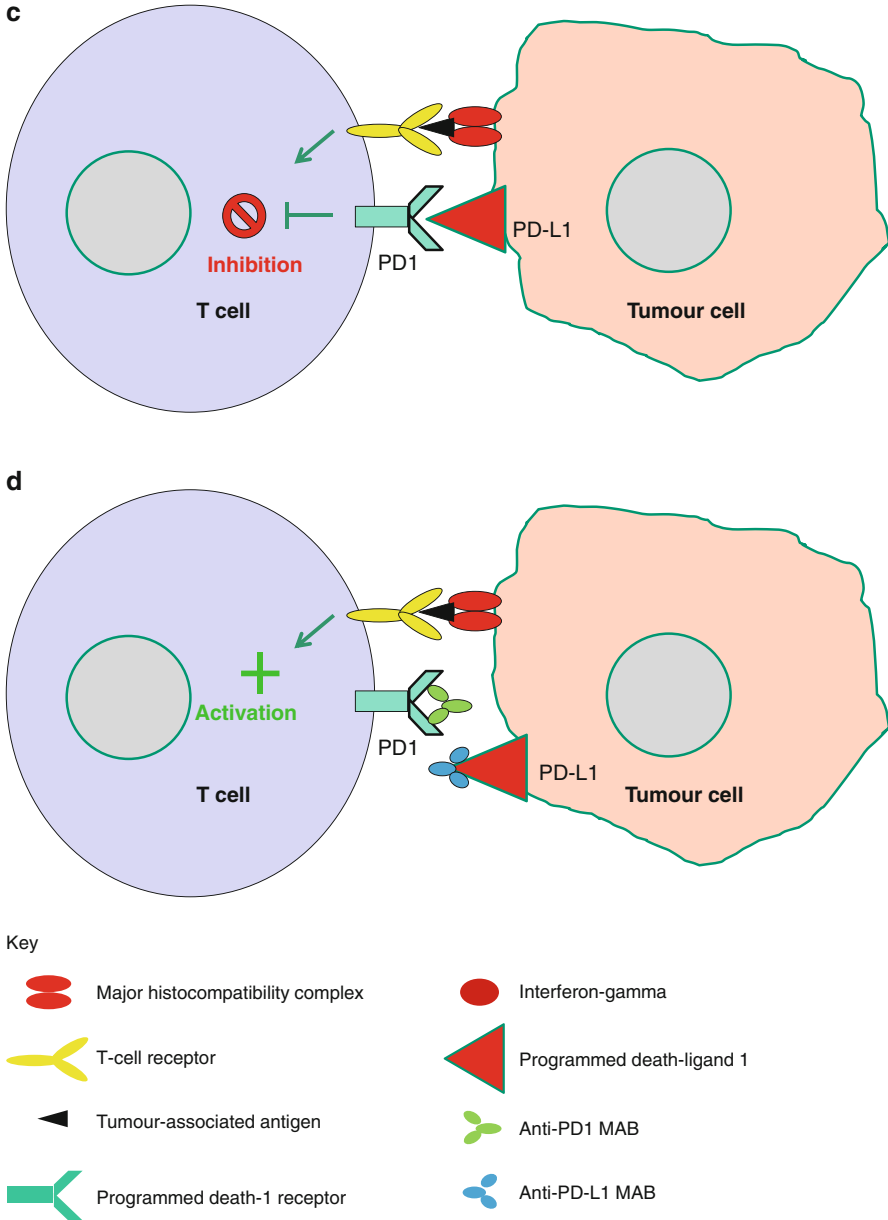 c
PD-L1
PD1
Inhibition
T cell
Tumour cell
d
Activation
PD1
PD-L1
T cell
Tumour cell
Key
Major histocompatibility complex
Interferon-gamma
T-cell receptor
Programmed death-ligand 1
Tumour-associated antigen
Anti-PD1 MAB
Programmed death-1 receptor
Anti-PD-L1 MAB